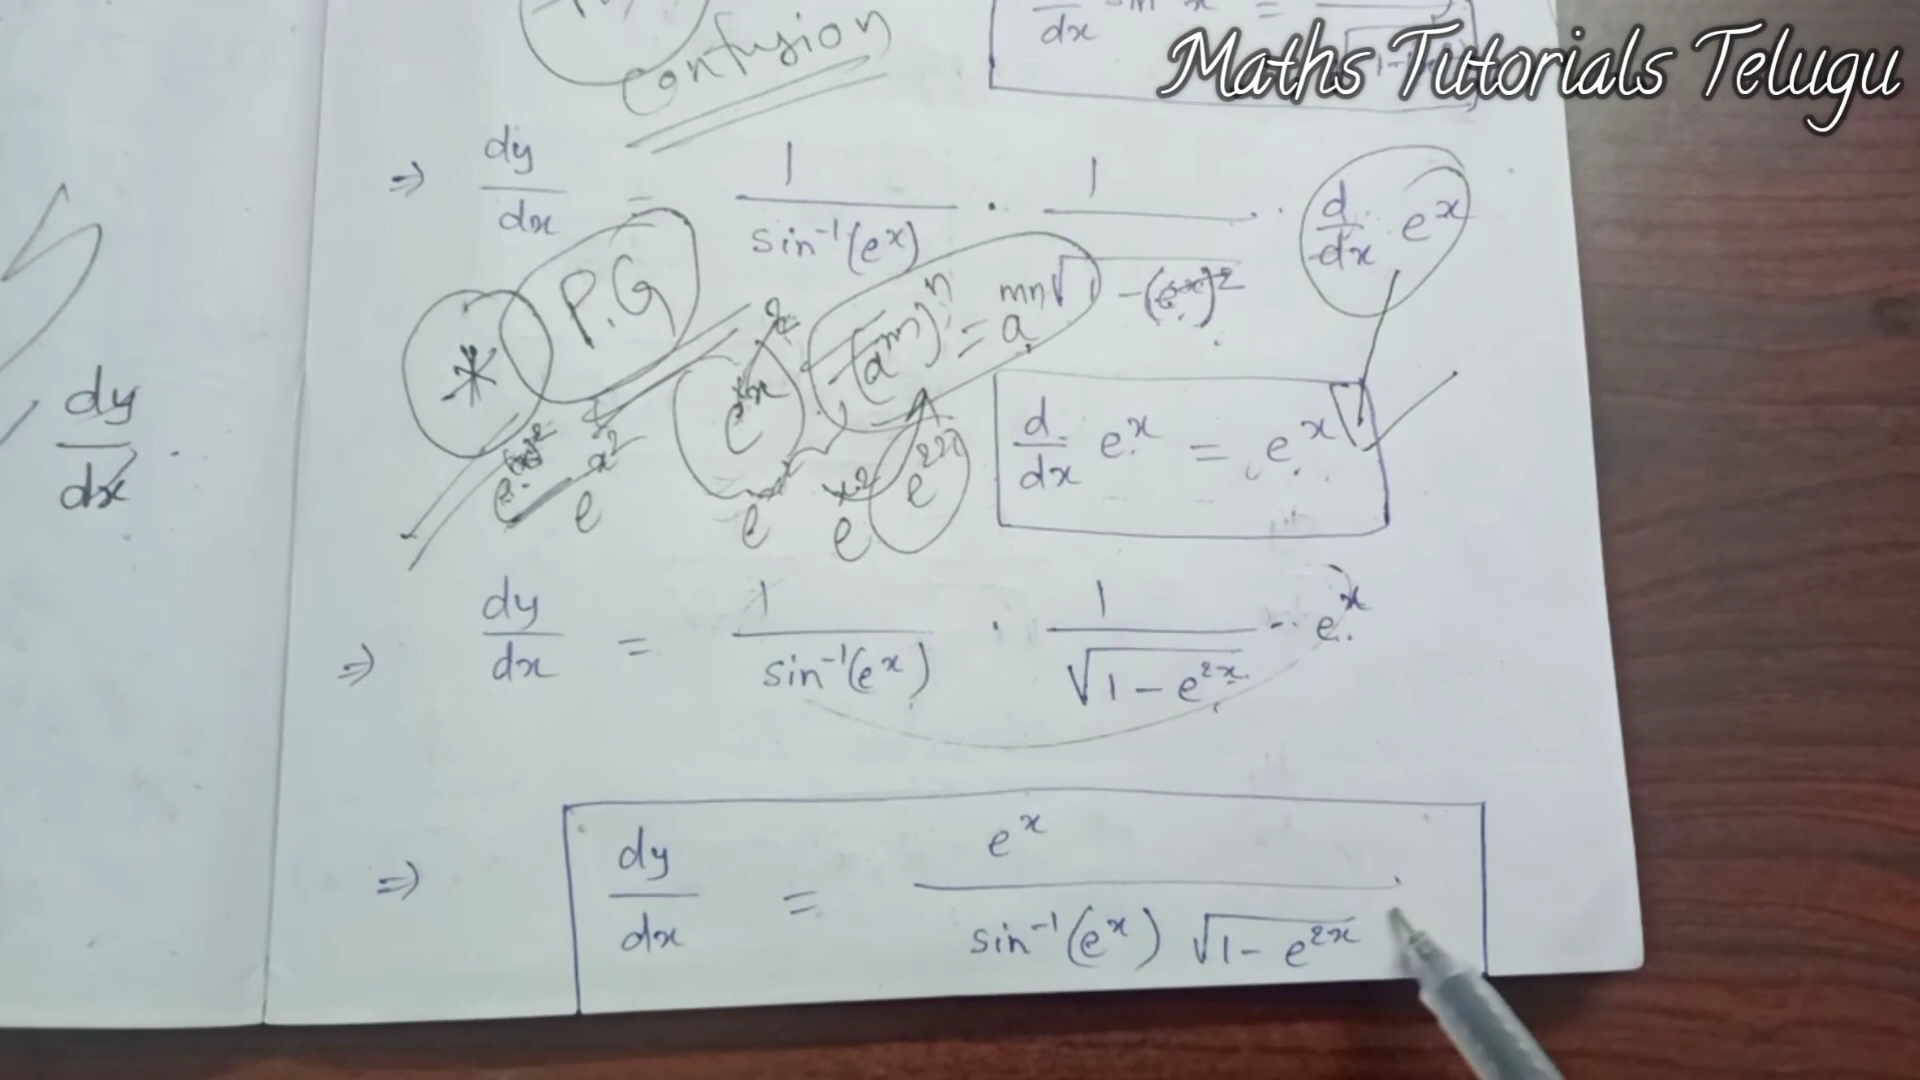 Maths Tutorials Telugu
confusion
⇒ dy/dx = 1/sin⁻¹(eˣ) · 1/√1-(eˣ)² · d/dx eˣ
* P.G
(aᵐ)ⁿ = aᵐⁿ
e²ˣ
d/dx eˣ = eˣ
dy/dx
⇒ dy/dx = 1/sin⁻¹(eˣ) · 1/√1-e²ˣ · eˣ
⇒ dy/dx = eˣ/sin⁻¹(eˣ) √1-e²ˣ